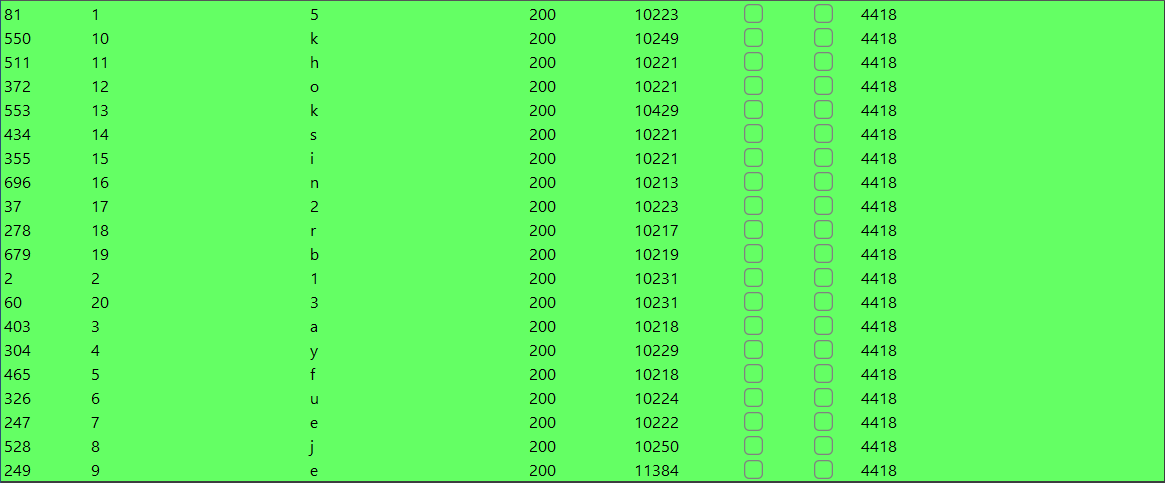 81 1 5 200 10223 4418
550 10 k 200 10249 4418
511 11 h 200 10221 4418
372 12 o 200 10221 4418
553 13 k 200 10429 4418
434 14 s 200 10221 4418
355 15 i 200 10221 4418
696 16 n 200 10213 4418
37 17 2 200 10223 4418
278 18 r 200 10217 4418
679 19 b 200 10219 4418
2 2 1 200 10231 4418
60 20 3 200 10231 4418
403 3 a 200 10218 4418
304 4 y 200 10229 4418
465 5 f 200 10218 4418
326 6 u 200 10224 4418
247 7 e 200 10222 4418
528 8 j 200 10250 4418
249 9 e 200 11384 4418